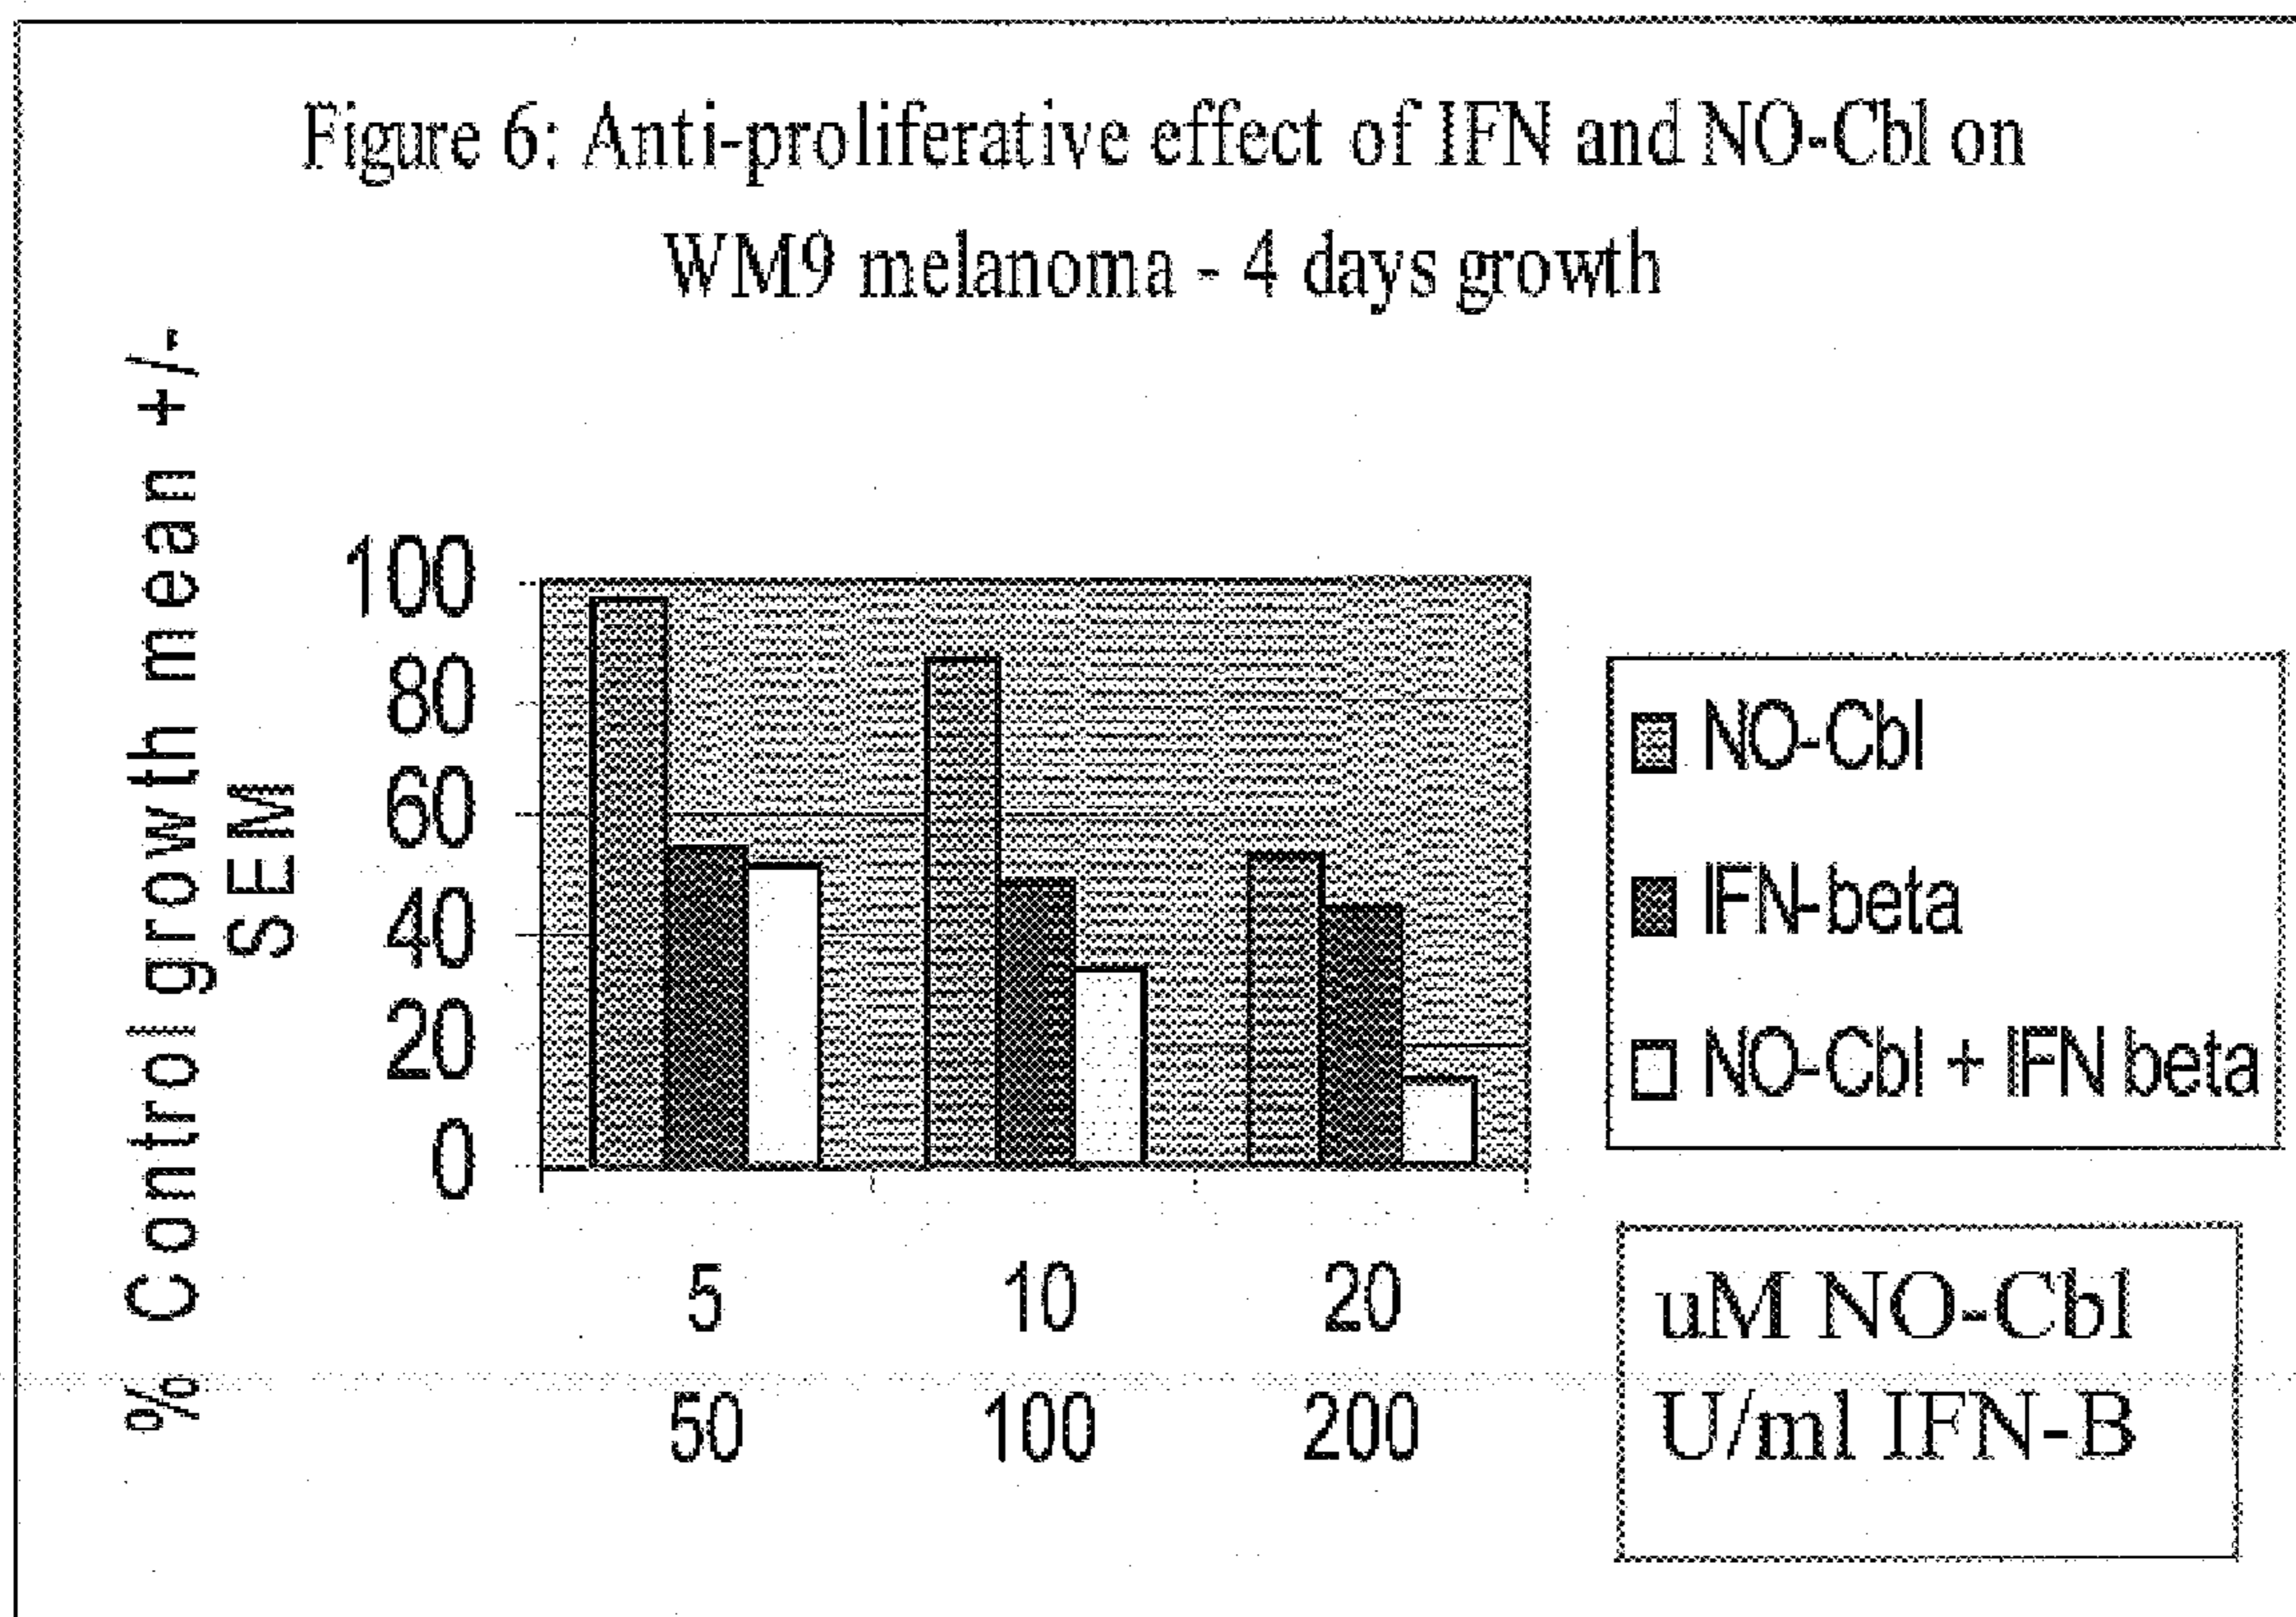 Figure 6: Anti-proliferative effect of IFN and NO-Cbl on
WM9 melanoma - 4 days growth
% Control growth mean +/-
SEM
100
80
60
40
20
0
NO-Cbl
IFN-beta
NO-Cbl + IFN beta
5 10 20
uM NO-Cbl
50 100 200
U/ml IFN-B